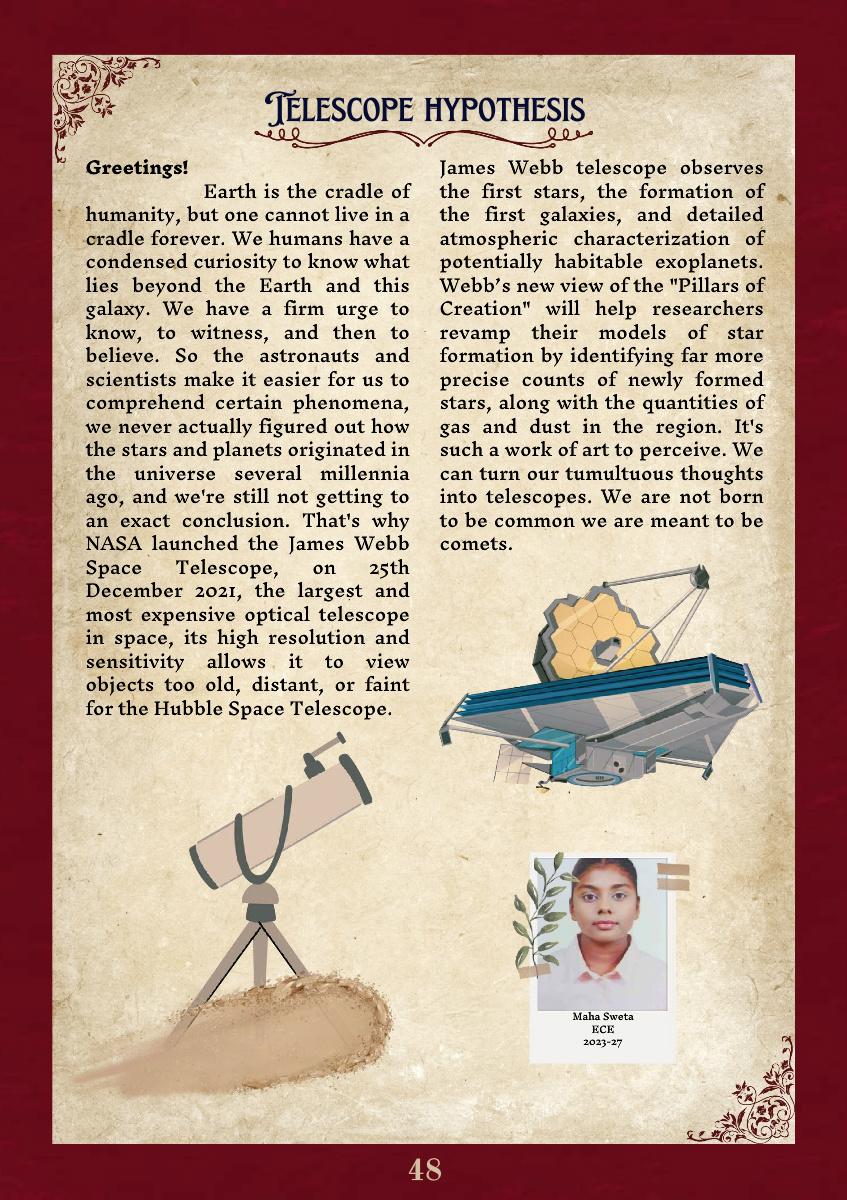 TELESCOPE HYPOTHESIS
Greetings!
Earth is the cradle of
humanity, but one cannot live in a
cradle forever. We humans have a
condensed curiosity to know what
lies beyond the Earth and this
galaxy. We have a firm urge to
know, to witness, and then to
believe. So the astronauts and
scientists make it easier for us to
comprehend certain phenomena,
we never actually figured out how
the stars and planets originated in
the universe several millennia
ago, and we're still not getting to
an exact conclusion. That's why
NASA launched the James Webb
Space Telescope, on 25th
December 2021, the largest and
most expensive optical telescope
in space, its high resolution and
sensitivity allows it to view
objects too old, distant, or faint
for the Hubble Space Telescope.
James Webb telescope observes
the first stars, the formation of
the first galaxies, and detailed
atmospheric characterization of
potentially habitable exoplanets.
Webb’s new view of the "Pillars of
Creation" will help researchers
revamp their models of star
formation by identifying far more
precise counts of newly formed
stars, along with the quantities of
gas and dust in the region. It's
such a work of art to perceive. We
can turn our tumultuous thoughts
into telescopes. We are not born
to be common we are meant to be
comets.
Maha Sweta
ECE
2023-27
48